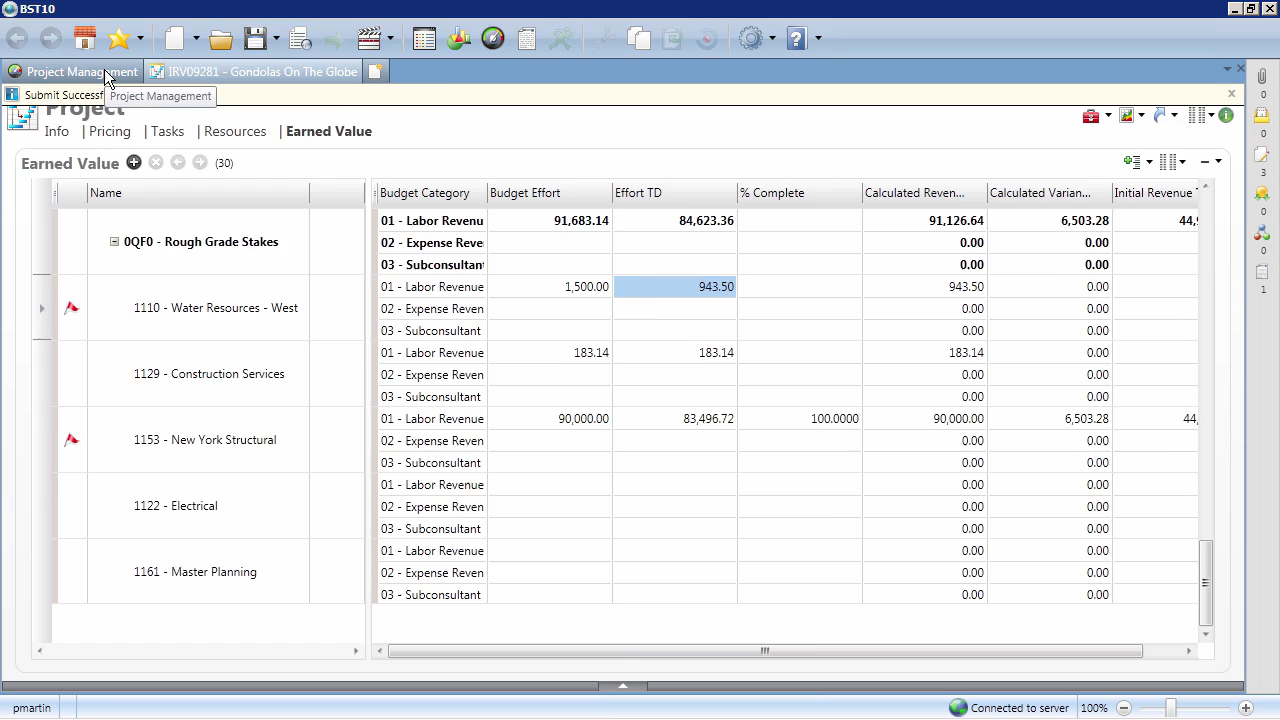 BST10
Project Management
IRV09281 - Gondolas On The Globe
Submit Successf
Project Management
Project
Info | Pricing | Tasks | Resources | Earned Value
Earned Value (30)
Name Budget Category Budget Effort Effort TD % Complete Calculated Reven... Calculated Varian... Initial Revenue T
0QF0 - Rough Grade Stakes
01 - Labor Revenu 91,683.14 84,623.36 91,126.64 6,503.28 44,9
02 - Expense Reve 0.00 0.00
03 - Subconsultan 0.00 0.00
1110 - Water Resources - West
01 - Labor Revenue 1,500.00 943.50 943.50 0.00
02 - Expense Reven 0.00 0.00
03 - Subconsultant 0.00 0.00
1129 - Construction Services
01 - Labor Revenue 183.14 183.14 183.14 0.00
02 - Expense Reven 0.00 0.00
03 - Subconsultant 0.00 0.00
1153 - New York Structural
01 - Labor Revenue 90,000.00 83,496.72 100.0000 90,000.00 6,503.28 44,
02 - Expense Reven 0.00 0.00
03 - Subconsultant 0.00 0.00
1122 - Electrical
01 - Labor Revenue 0.00 0.00
02 - Expense Reven 0.00 0.00
03 - Subconsultant 0.00 0.00
1161 - Master Planning
01 - Labor Revenue 0.00 0.00
02 - Expense Reven 0.00 0.00
03 - Subconsultant 0.00 0.00
0
0
3
0
0
1
pmartin
Connected to server 100%